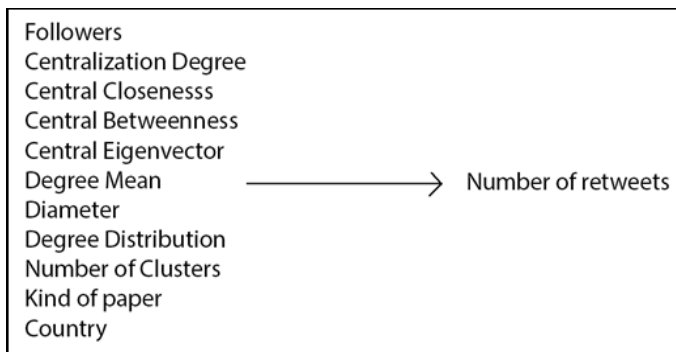 Followers
Centralization Degree
Central Closenesss
Central Betweenness
Central Eigenvector
Degree Mean
Number of retweets
Diameter
Degree Distribution
Number of Clusters
Kind of paper
Country